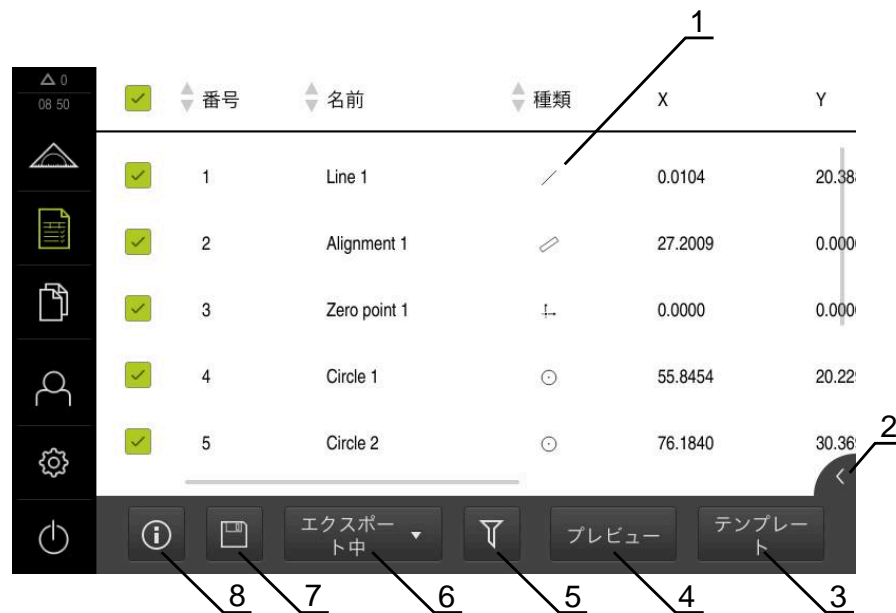 1
0
08 50
番号 名前 種類 X Y
1 Line 1 0.0104 20.38
2 Alignment 1 27.2009 0.000
3 Zero point 1 0.0000 0.000
4 Circle 1 55.8454 20.22
5 Circle 2 76.1840 30.36
2
エクスポー
ト中
プレビュー
テンプレー
ト
8 7 6 5 4 3